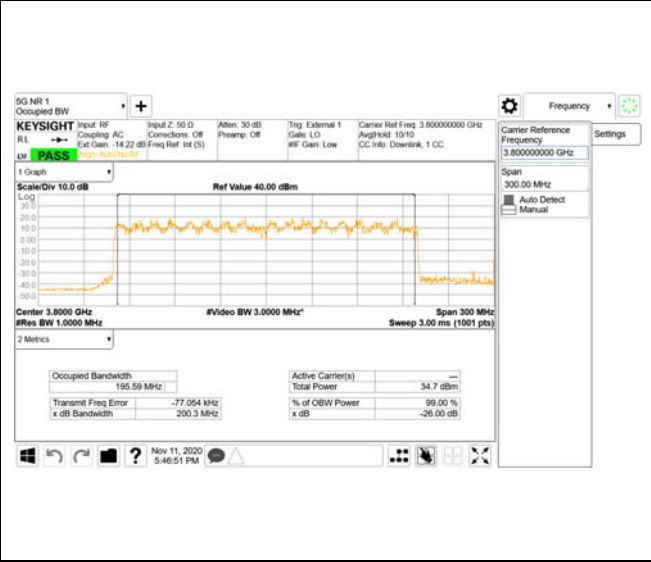 5G NR 1
Occupied BW
Frequency
KEYSIGHT Input: RF Input Z: 50 Ω Atten: 30 dB Trig: External 1 Carrier Ref Freq: 3.800000000 GHz
R L Coupling: AC Corrections: Off Preamp: Off Gate: LO Avg|Hold: 10/10
Ext Gain: -14.22 dB Freq Ref: Int (S) #IF Gain: Low CC Info: Downlink, 1 CC
PASS Align: Auto/No RF
Carrier Reference
Frequency
3.800000000 GHz
Settings
Span
300.00 MHz
Auto Detect
Manual
1 Graph
Scale/Div 10.0 dB Ref Value 40.00 dBm
Log
30.0
20.0
10.0
0.00
-10.0
-20.0
-30.0
-40.0
-50.0
Center 3.8000 GHz #Video BW 3.0000 MHz* Span 300 MHz
#Res BW 1.0000 MHz Sweep 3.00 ms (1001 pts)
2 Metrics
Occupied Bandwidth Active Carrier(s) —
195.59 MHz Total Power 34.7 dBm
Transmit Freq Error -77.054 kHz % of OBW Power 99.00 %
x dB Bandwidth 200.3 MHz x dB -26.00 dB
? Nov 11, 2020
5:46:51 PM